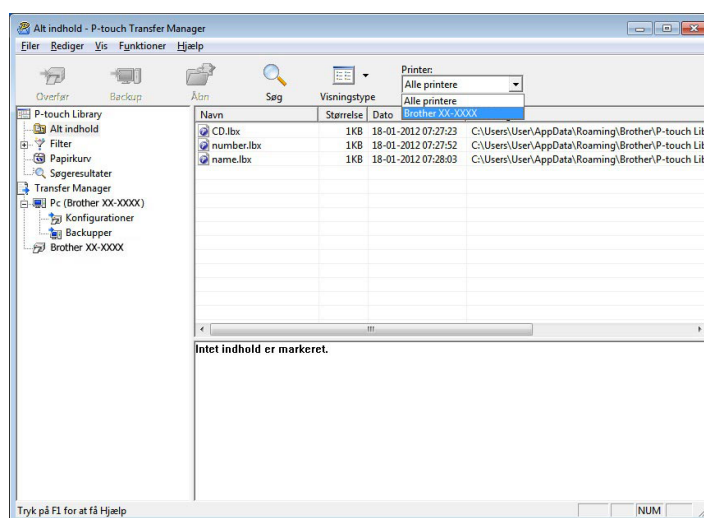 Alt indhold - P-touch Transfer Manager
Filer Rediger Vis Funktioner Hjælp
Overfør Backup Åbn Søg Visningstype
Printer:
Alle printere
Alle printere
Brother XX-XXXX
P-touch Library
Alt indhold
Filter
Papirkurv
Søgeresultater
Transfer Manager
Pc (Brother XX-XXXX)
Konfigurationer
Backupper
Brother XX-XXXX
Navn Størrelse Dato
CD.lbx 1KB 18-01-2012 07:27:23 C:\Users\User\AppData\Roaming\Brother\P-touch Lib
number.lbx 1KB 18-01-2012 07:27:52 C:\Users\User\AppData\Roaming\Brother\P-touch Lib
name.lbx 1KB 18-01-2012 07:28:03 C:\Users\User\AppData\Roaming\Brother\P-touch Lib
Intet indhold er markeret.
Tryk på F1 for at få Hjælp NUM